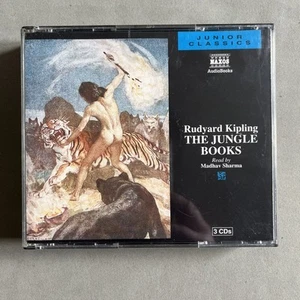 JUNIOR
CLASSICS
NAXOS
AudioBooks
Rudyard Kipling
THE JUNGLE
BOOKS
Read by
Madhav Sharma
3 CDs